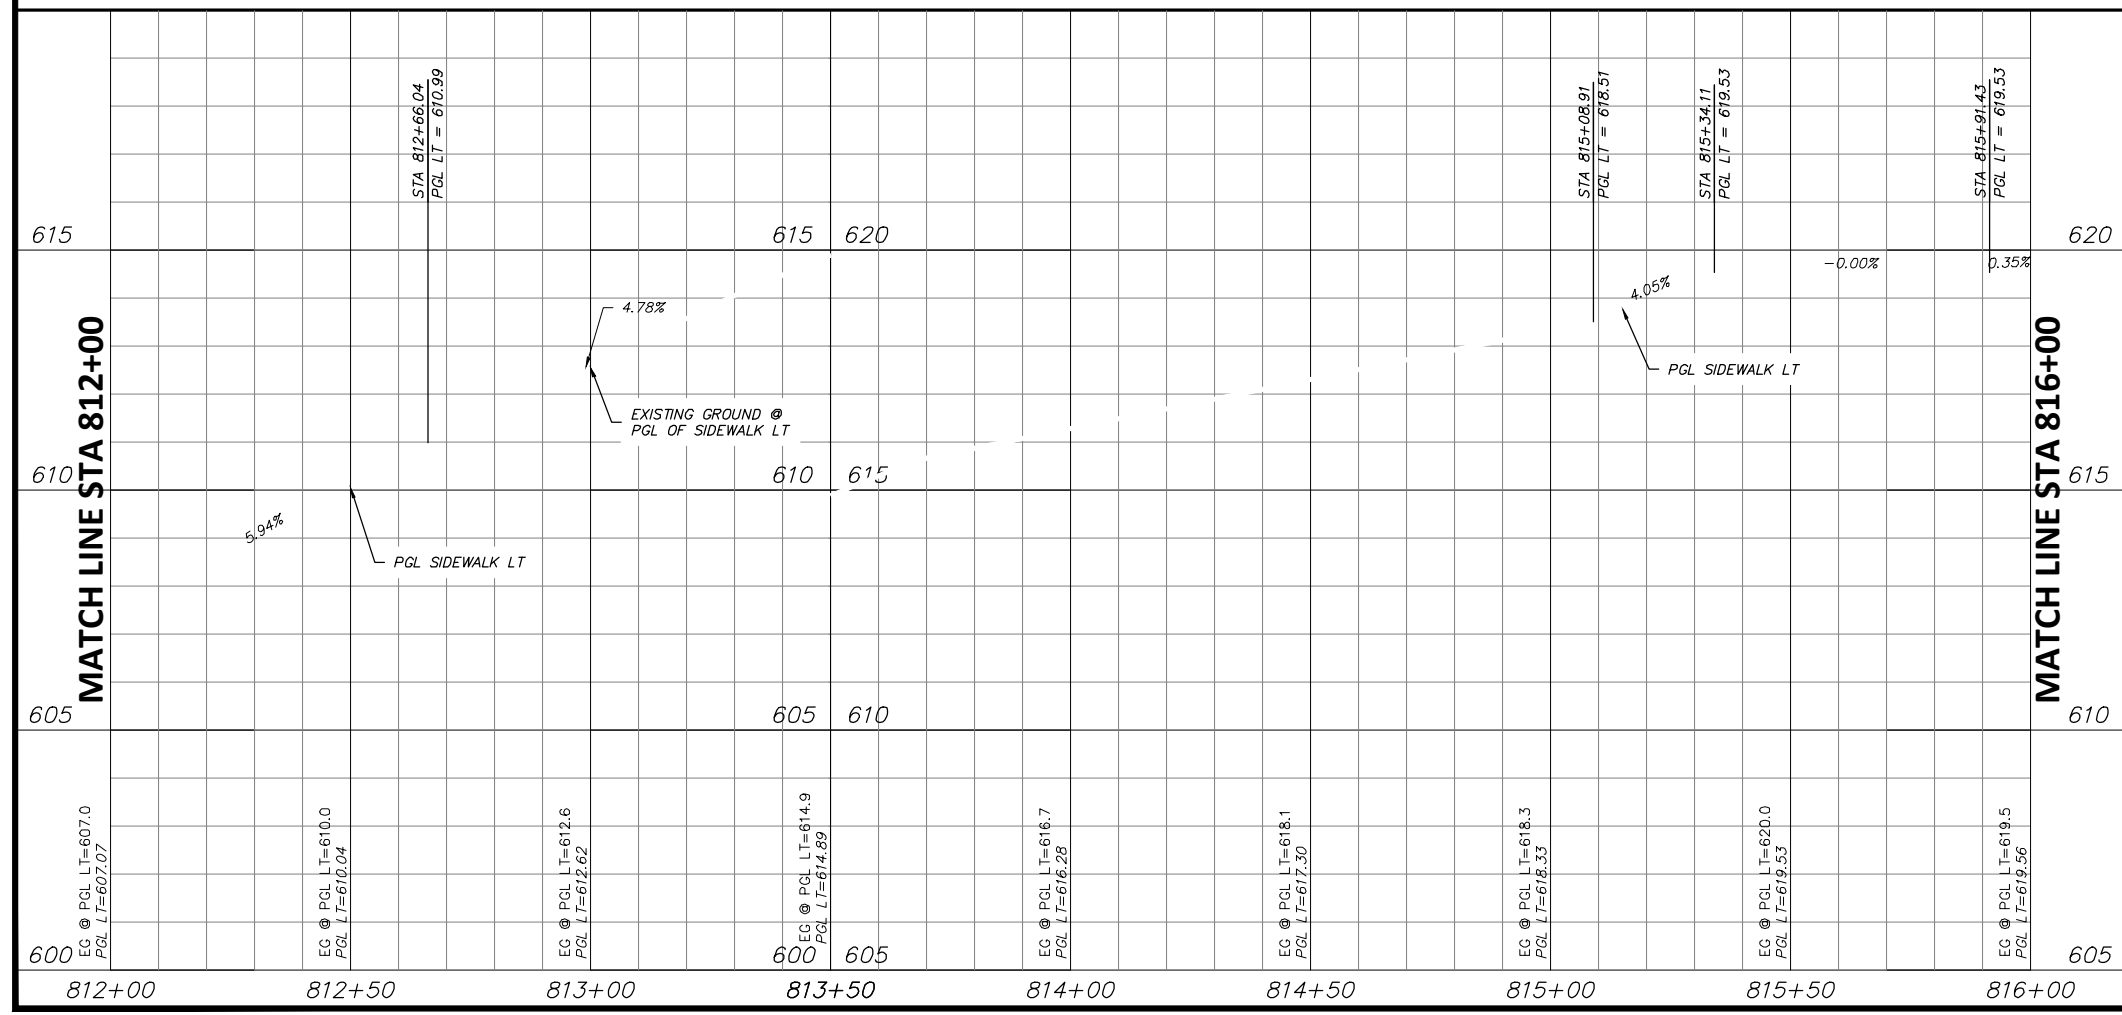 STA 812+66.04
PGL LT = 610.99
STA 815+08.91
PGL LT = 618.51
STA 815+34.11
PGL LT = 619.53
STA 815+91.43
PGL LT = 619.53
615
615
620
620
-0.00%
0.35%
4.05%
4.78%
PGL SIDEWALK LT
EXISTING GROUND @
PGL OF SIDEWALK LT
MATCH LINE STA 812+00
MATCH LINE STA 816+00
610
610
615
615
5.94%
PGL SIDEWALK LT
605
605
610
610
EG @ PGL LT=607.0
PGL LT=607.07
EG @ PGL LT=610.0
PGL LT=610.04
EG @ PGL LT=612.6
PGL LT=612.62
EG @ PGL LT=614.9
PGL LT=614.89
EG @ PGL LT=616.7
PGL LT=616.28
EG @ PGL LT=618.1
PGL LT=617.30
EG @ PGL LT=618.3
PGL LT=618.33
EG @ PGL LT=620.0
PGL LT=619.53
EG @ PGL LT=619.5
PGL LT=619.56
600
600
605
605
812+00
812+50
813+00
813+50
814+00
814+50
815+00
815+50
816+00